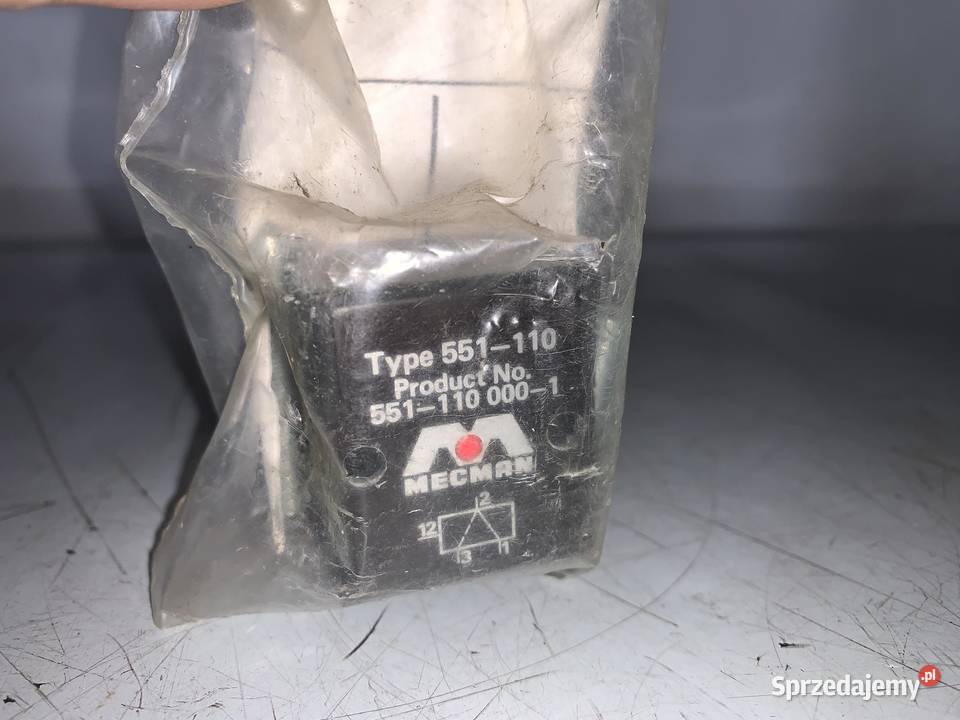 Type 551-110
Product No.
551-110 000-1
MECMAN
2
12
3 1
Sprzedajemy.pl